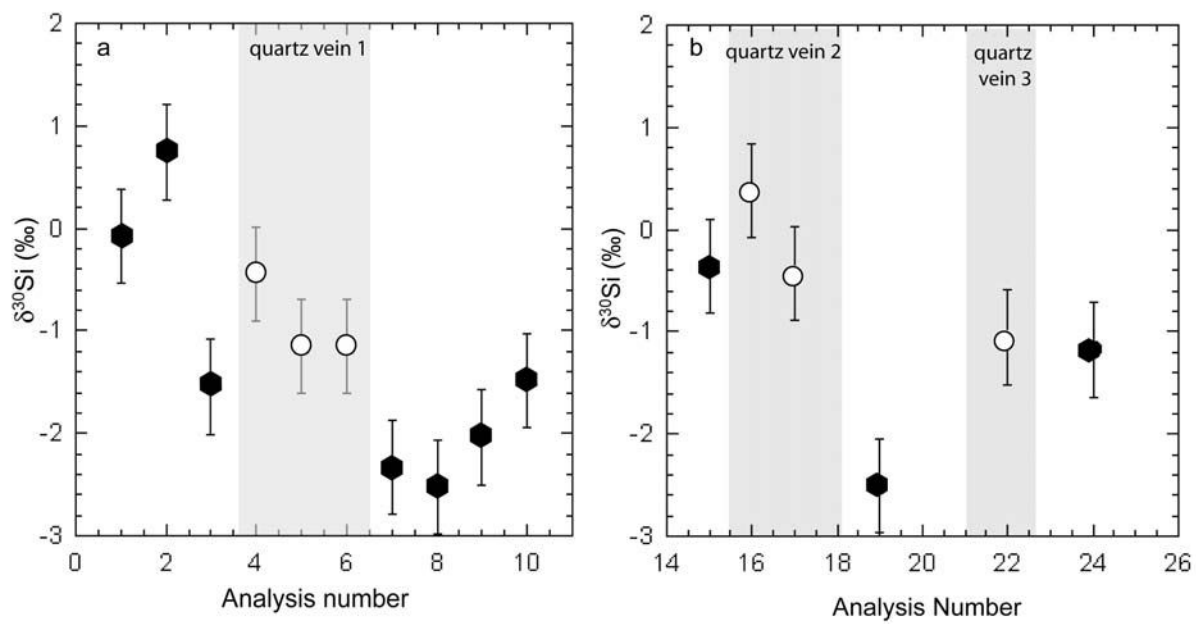 a
quartz vein 1
2
1
0
-1
-2
-3
δ³⁰Si (‰)
0
2
4
6
8
10
Analysis number
b
quartz vein 2
quartz
vein 3
2
1
0
-1
-2
-3
δ³⁰Si (‰)
14
16
18
20
22
24
26
Analysis Number